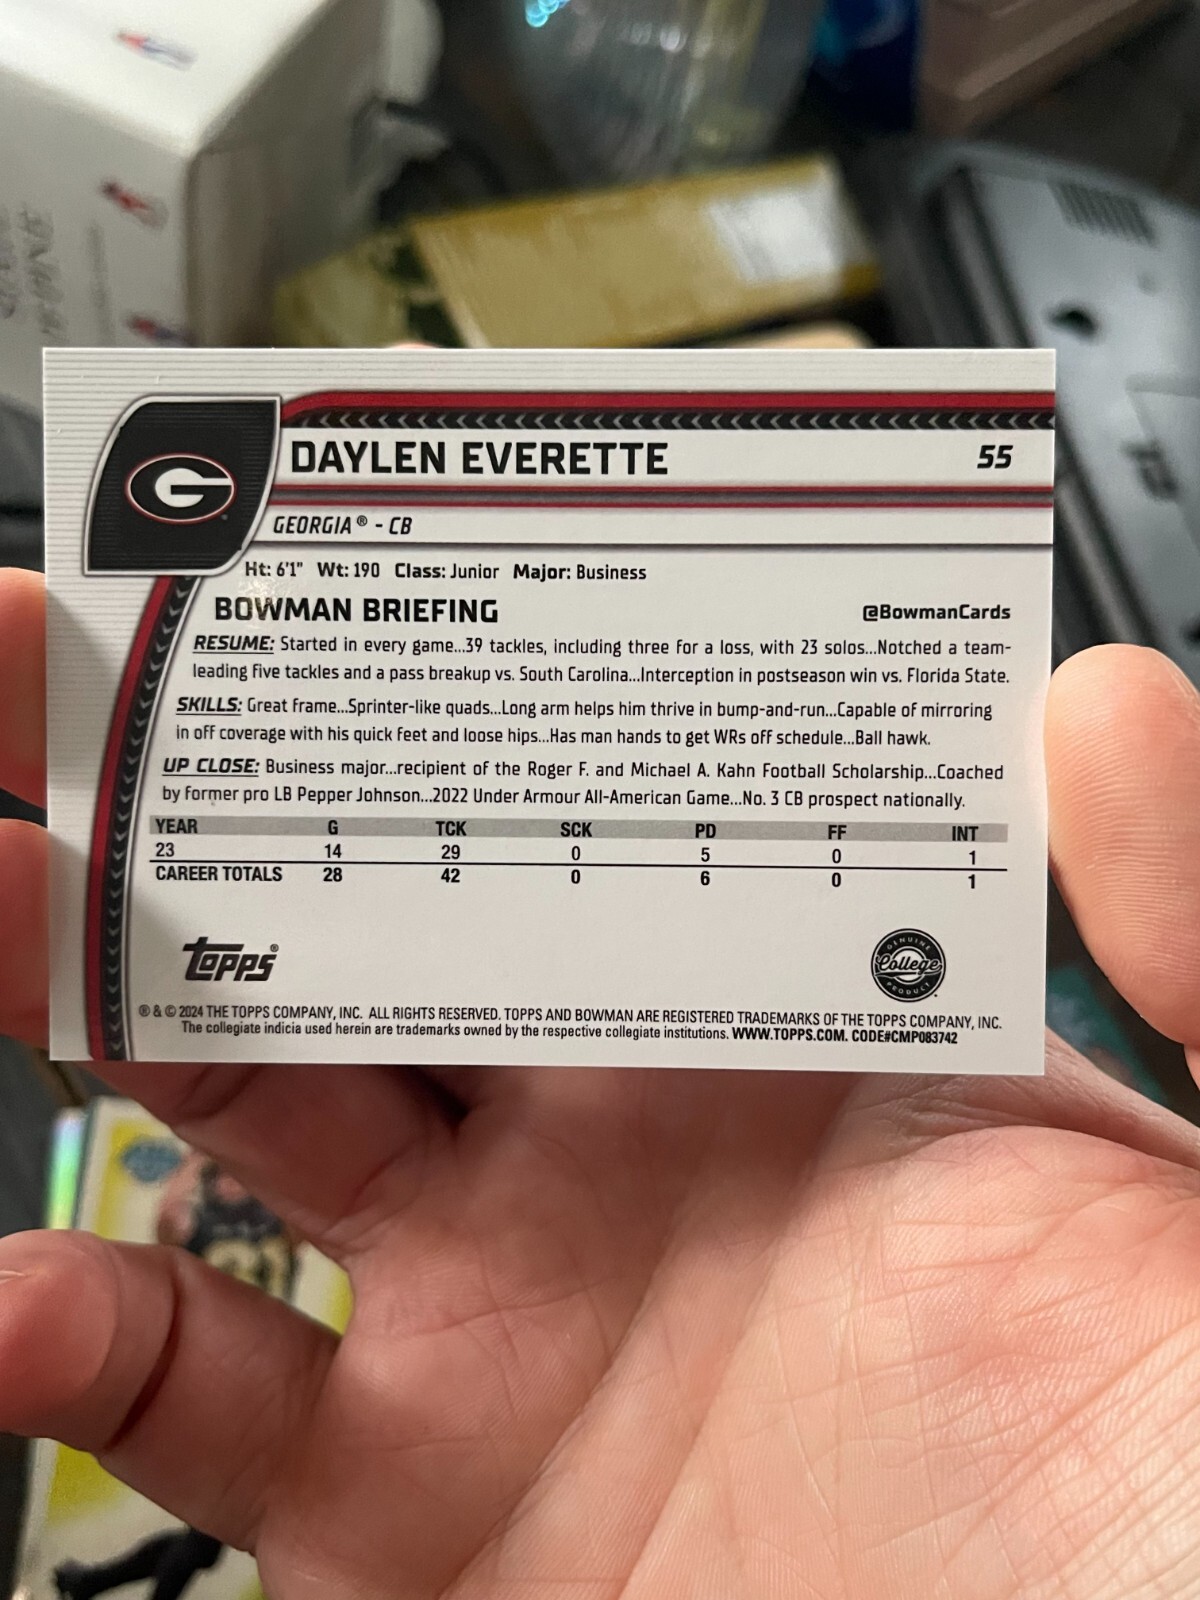 DAYLEN EVERETTE
55
GEORGIA® - CB
Ht: 6'1" Wt: 190 Class: Junior Major: Business
BOWMAN BRIEFING
@BowmanCards
RESUME: Started in every game...39 tackles, including three for a loss, with 23 solos...Notched a team-
leading five tackles and a pass breakup vs. South Carolina...Interception in postseason win vs. Florida State.
SKILLS: Great frame...Sprinter-like quads...Long arm helps him thrive in bump-and-run...Capable of mirroring
in off coverage with his quick feet and loose hips...Has man hands to get WRs off schedule...Ball hawk.
UP CLOSE: Business major...recipient of the Roger F. and Michael A. Kahn Football Scholarship...Coached
by former pro LB Pepper Johnson...2022 Under Armour All-American Game...No. 3 CB prospect nationally.
YEAR G TCK SCK PD FF INT
23 14 29 0 5 0 1
CAREER TOTALS 28 42 0 6 0 1
Topps®
GENUINE
College
PRODUCT
® & © 2024 THE TOPPS COMPANY, INC. ALL RIGHTS RESERVED. TOPPS AND BOWMAN ARE REGISTERED TRADEMARKS OF THE TOPPS COMPANY, INC.
The collegiate indicia used herein are trademarks owned by the respective collegiate institutions. WWW.TOPPS.COM. CODE#CMP083742